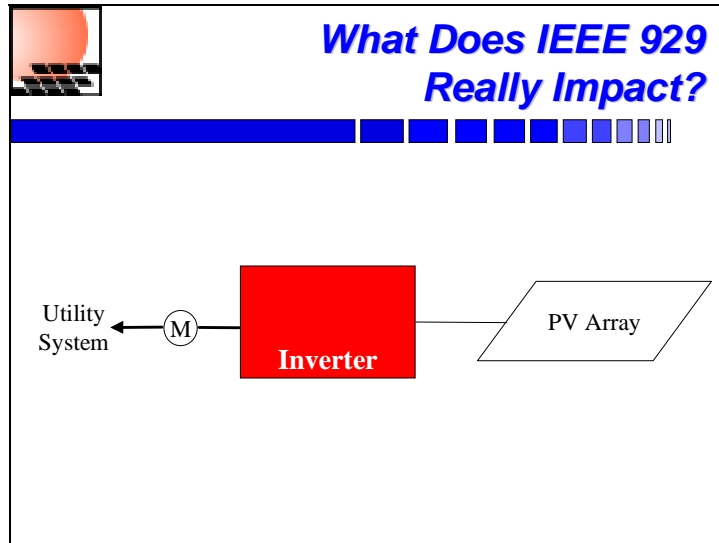 What Does IEEE 929
Really Impact?
Utility
System
M
Inverter
PV Array